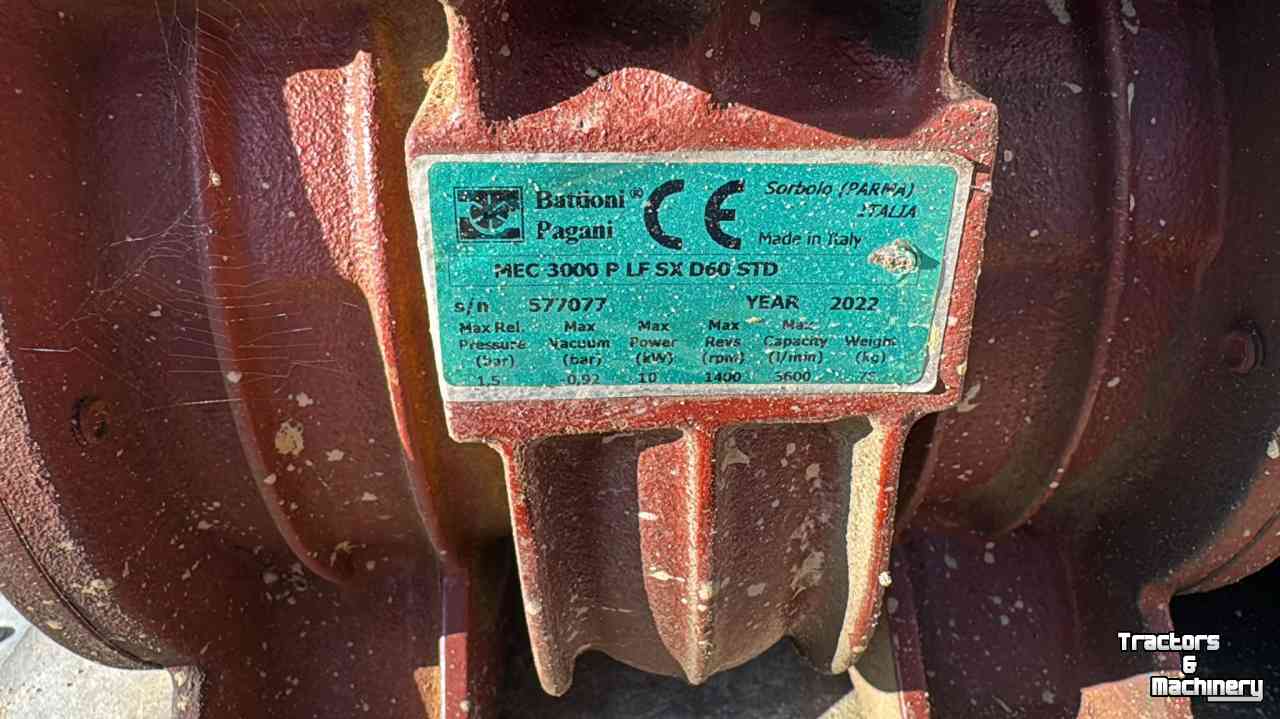 Battioni ®
Pagani
CE
Sorbolo (PARMA)
ITALIA
Made in Italy
MEC 3000 P LF SX D60 STD
s/n 577077 YEAR 2022
Max Rel. Max Max Max Max
Pressure Vacuum Power Revs Capacity Weight
(bar) (bar) (kW) (rpm) (l/min) (kg)
1,5 -0,92 10 1400 5600
Tractors
&
Machinery